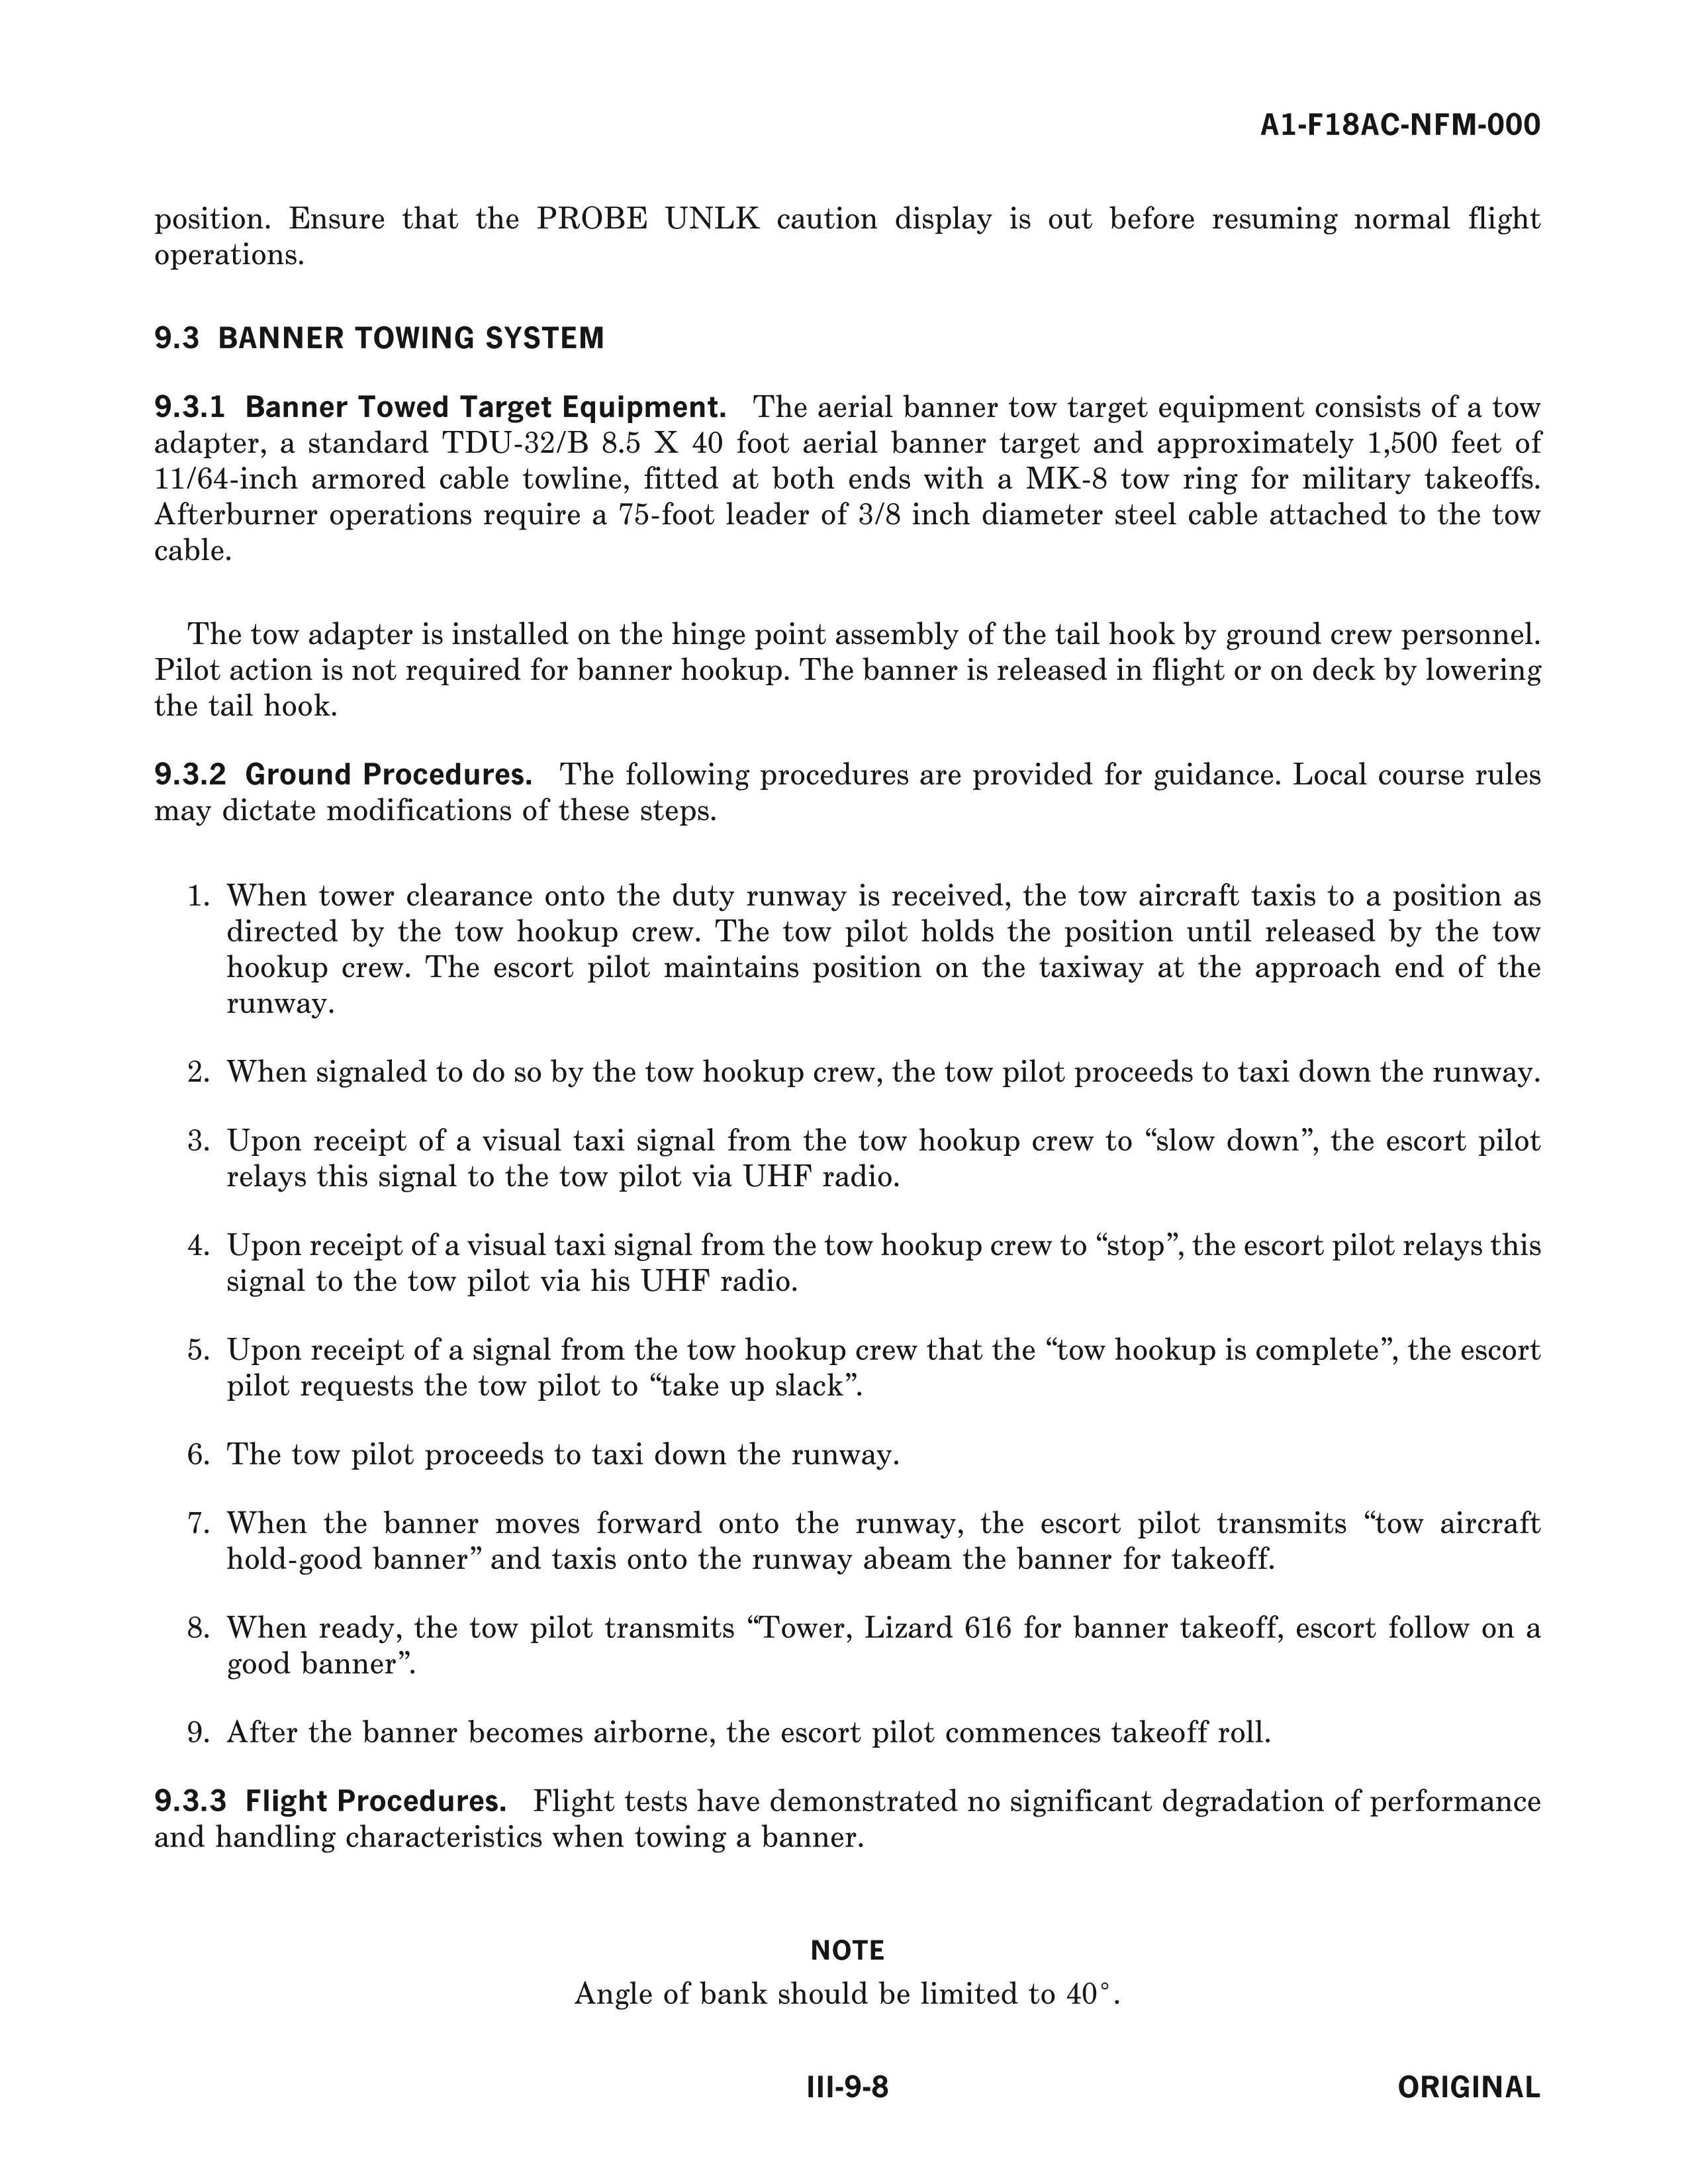 A1-F18AC-NFM-000
position. Ensure that the PROBE UNLK caution display is out before resuming normal flight
operations.
9.3 BANNER TOWING SYSTEM
9.3.1 Banner Towed Target Equipment. The aerial banner tow target equipment consists of a tow
adapter, a standard TDU-32/B 8.5 X 40 foot aerial banner target and approximately 1,500 feet of
11/64-inch armored cable towline, fitted at both ends with a MK-8 tow ring for military takeoffs.
Afterburner operations require a 75-foot leader of 3/8 inch diameter steel cable attached to the tow
cable.
The tow adapter is installed on the hinge point assembly of the tail hook by ground crew personnel.
Pilot action is not required for banner hookup. The banner is released in flight or on deck by lowering
the tail hook.
9.3.2 Ground Procedures. The following procedures are provided for guidance. Local course rules
may dictate modifications of these steps.
1. When tower clearance onto the duty runway is received, the tow aircraft taxis to a position as
directed by the tow hookup crew. The tow pilot holds the position until released by the tow
hookup crew. The escort pilot maintains position on the taxiway at the approach end of the
runway.
2. When signaled to do so by the tow hookup crew, the tow pilot proceeds to taxi down the runway.
3. Upon receipt of a visual taxi signal from the tow hookup crew to “slow down”, the escort pilot
relays this signal to the tow pilot via UHF radio.
4. Upon receipt of a visual taxi signal from the tow hookup crew to “stop”, the escort pilot relays this
signal to the tow pilot via his UHF radio.
5. Upon receipt of a signal from the tow hookup crew that the “tow hookup is complete”, the escort
pilot requests the tow pilot to “take up slack”.
6. The tow pilot proceeds to taxi down the runway.
7. When the banner moves forward onto the runway, the escort pilot transmits “tow aircraft
hold-good banner” and taxis onto the runway abeam the banner for takeoff.
8. When ready, the tow pilot transmits “Tower, Lizard 616 for banner takeoff, escort follow on a
good banner”.
9. After the banner becomes airborne, the escort pilot commences takeoff roll.
9.3.3 Flight Procedures. Flight tests have demonstrated no significant degradation of performance
and handling characteristics when towing a banner.
NOTE
Angle of bank should be limited to 40°.
III-9-8
ORIGINAL